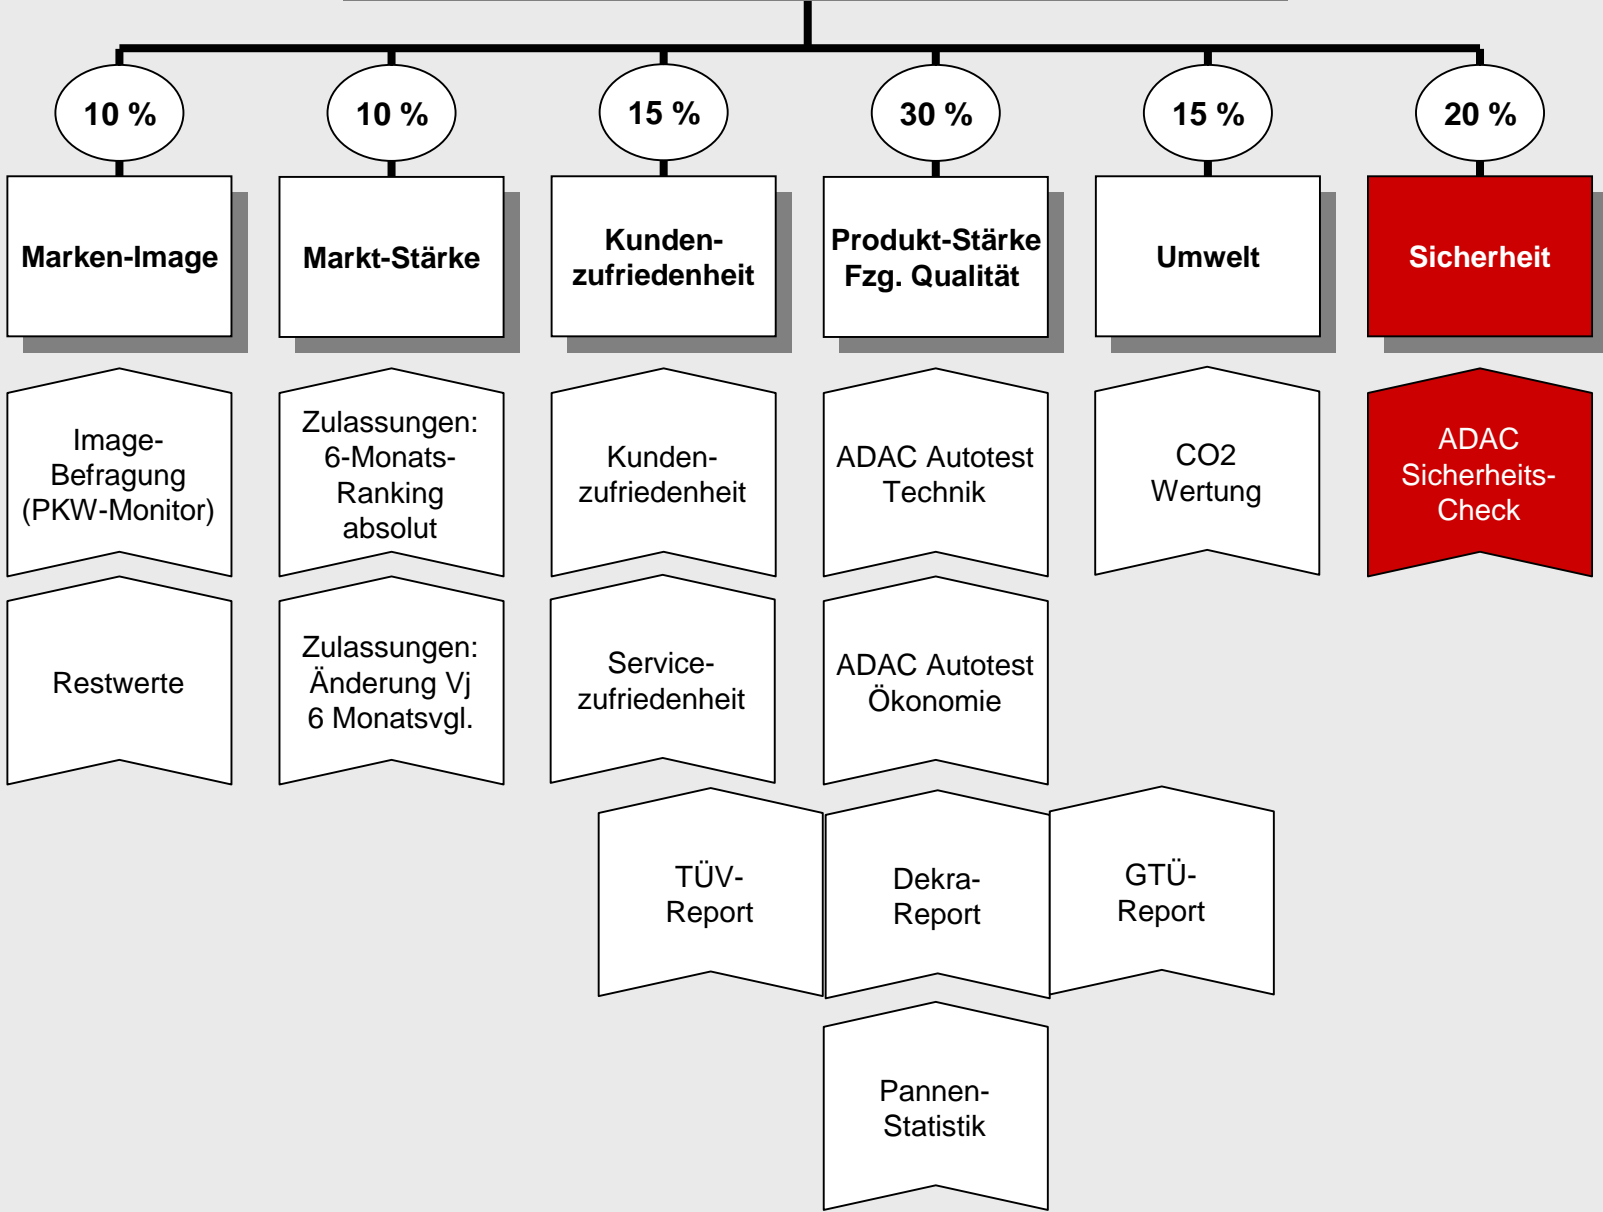 10 %
10 %
15 %
30 %
15 %
20 %
Marken-Image
Markt-Stärke
Kunden-
zufriedenheit
Produkt-Stärke
Fzg. Qualität
Umwelt
Sicherheit
Image-
Befragung
(PKW-Monitor)
Zulassungen:
6-Monats-
Ranking
absolut
Kunden-
zufriedenheit
ADAC Autotest
Technik
CO2
Wertung
ADAC
Sicherheits-
Check
Restwerte
Zulassungen:
Änderung Vj
6 Monatsvgl.
Service-
zufriedenheit
ADAC Autotest
Ökonomie
TÜV-
Report
Dekra-
Report
GTÜ-
Report
Pannen-
Statistik